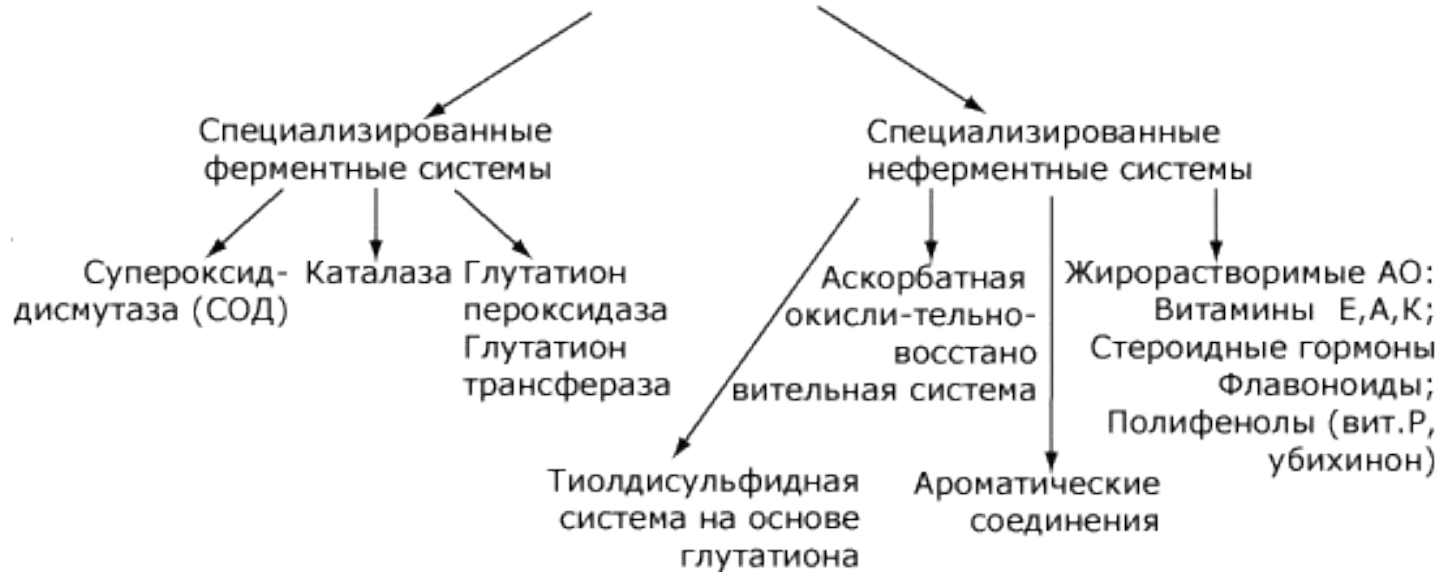 Специализированные
ферментные системы
Специализированные
неферментные системы
Супероксид-
дисмутаза (СОД)
Каталаза
Глутатион
пероксидаза
Глутатион
трансфераза
Аскорбатная
окисли-тельно-
восстано
вительная система
Жирорастворимые АО:
Витамины Е,А,К;
Стероидные гормоны
Флавоноиды;
Полифенолы (вит.Р,
убихинон)
Тиолдисульфидная
система на основе
глутатиона
Ароматические
соединения